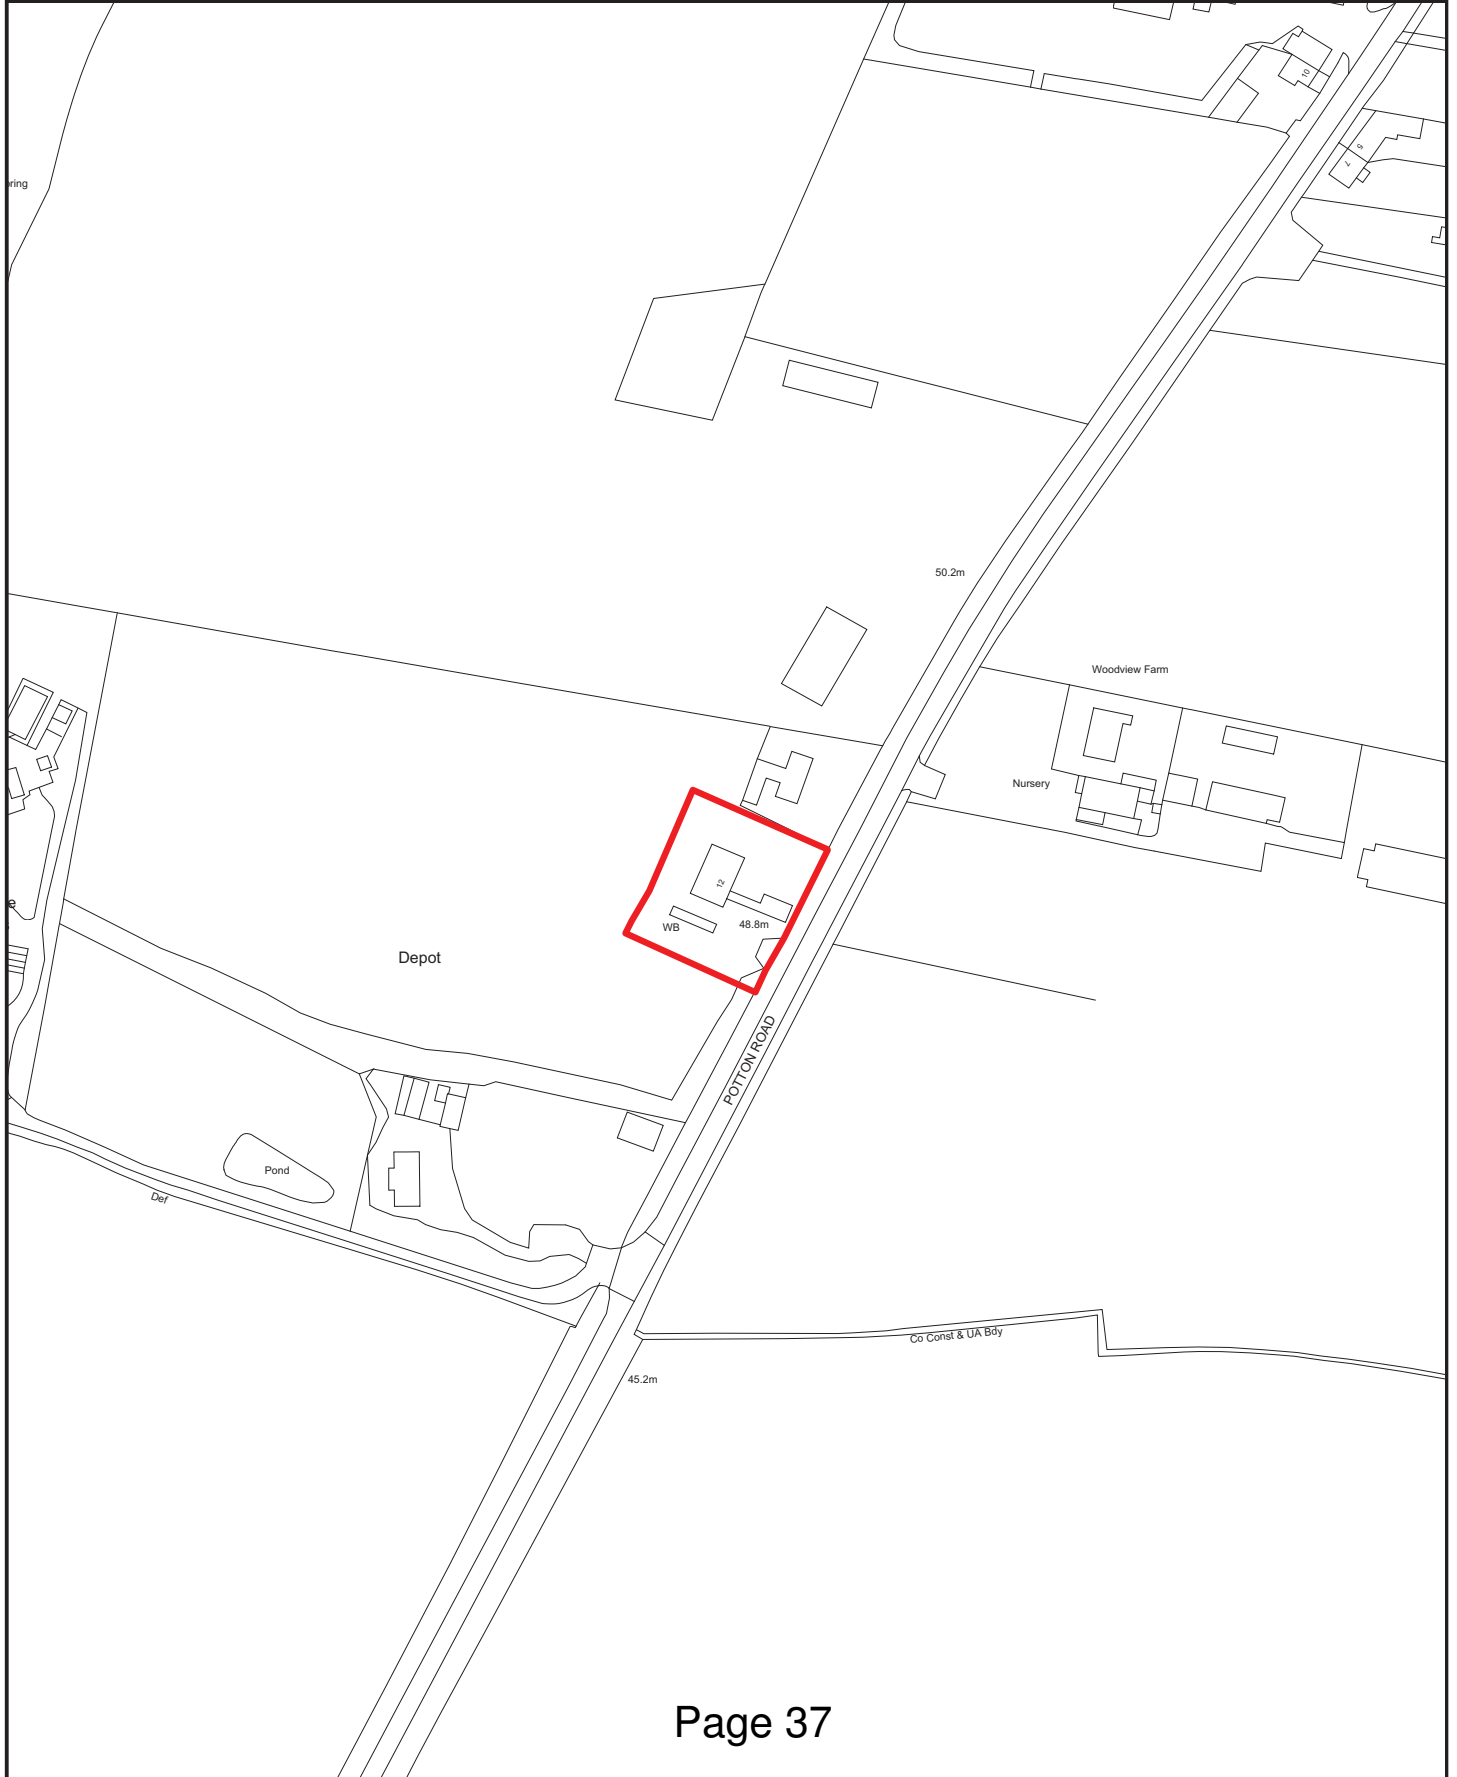 10
5
7
50.2m
Woodview Farm
Nursery
12
WB
48.8m
Depot
POTTON ROAD
Pond
Def
Co Const & UA Bdy
45.2m
Page 37